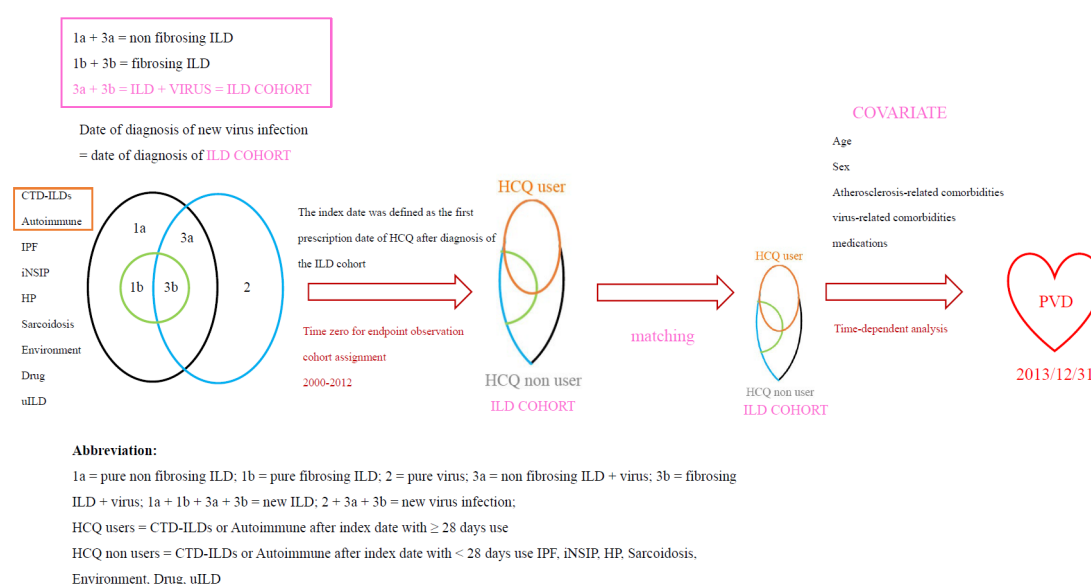 1a + 3a = non fibrosing ILD
1b + 3b = fibrosing ILD
3a + 3b = ILD + VIRUS = ILD COHORT
Date of diagnosis of new virus infection
= date of diagnosis of ILD COHORT
CTD-ILDs
Autoimmune
IPF
iNSIP
HP
Sarcoidosis
Environment
Drug
uILD
1a
3a
1b
3b
2
The index date was defined as the first
prescription date of HCQ after diagnosis of
the ILD cohort
Time zero for endpoint observation
cohort assignment
2000-2012
HCQ user
HCQ non user
ILD COHORT
matching
HCQ user
HCQ non user
ILD COHORT
COVARIATE
Age
Sex
Atherosclerosis-related comorbidities
virus-related comorbidities
medications
Time-dependent analysis
PVD
2013/12/31
Abbreviation:
1a = pure non fibrosing ILD; 1b = pure fibrosing ILD; 2 = pure virus; 3a = non fibrosing ILD + virus; 3b = fibrosing
ILD + virus; 1a + 1b + 3a + 3b = new ILD; 2 + 3a + 3b = new virus infection;
HCQ users = CTD-ILDs or Autoimmune after index date with ≥ 28 days use
HCQ non users = CTD-ILDs or Autoimmune after index date with < 28 days use IPF, iNSIP, HP, Sarcoidosis,
Environment, Drug, uILD